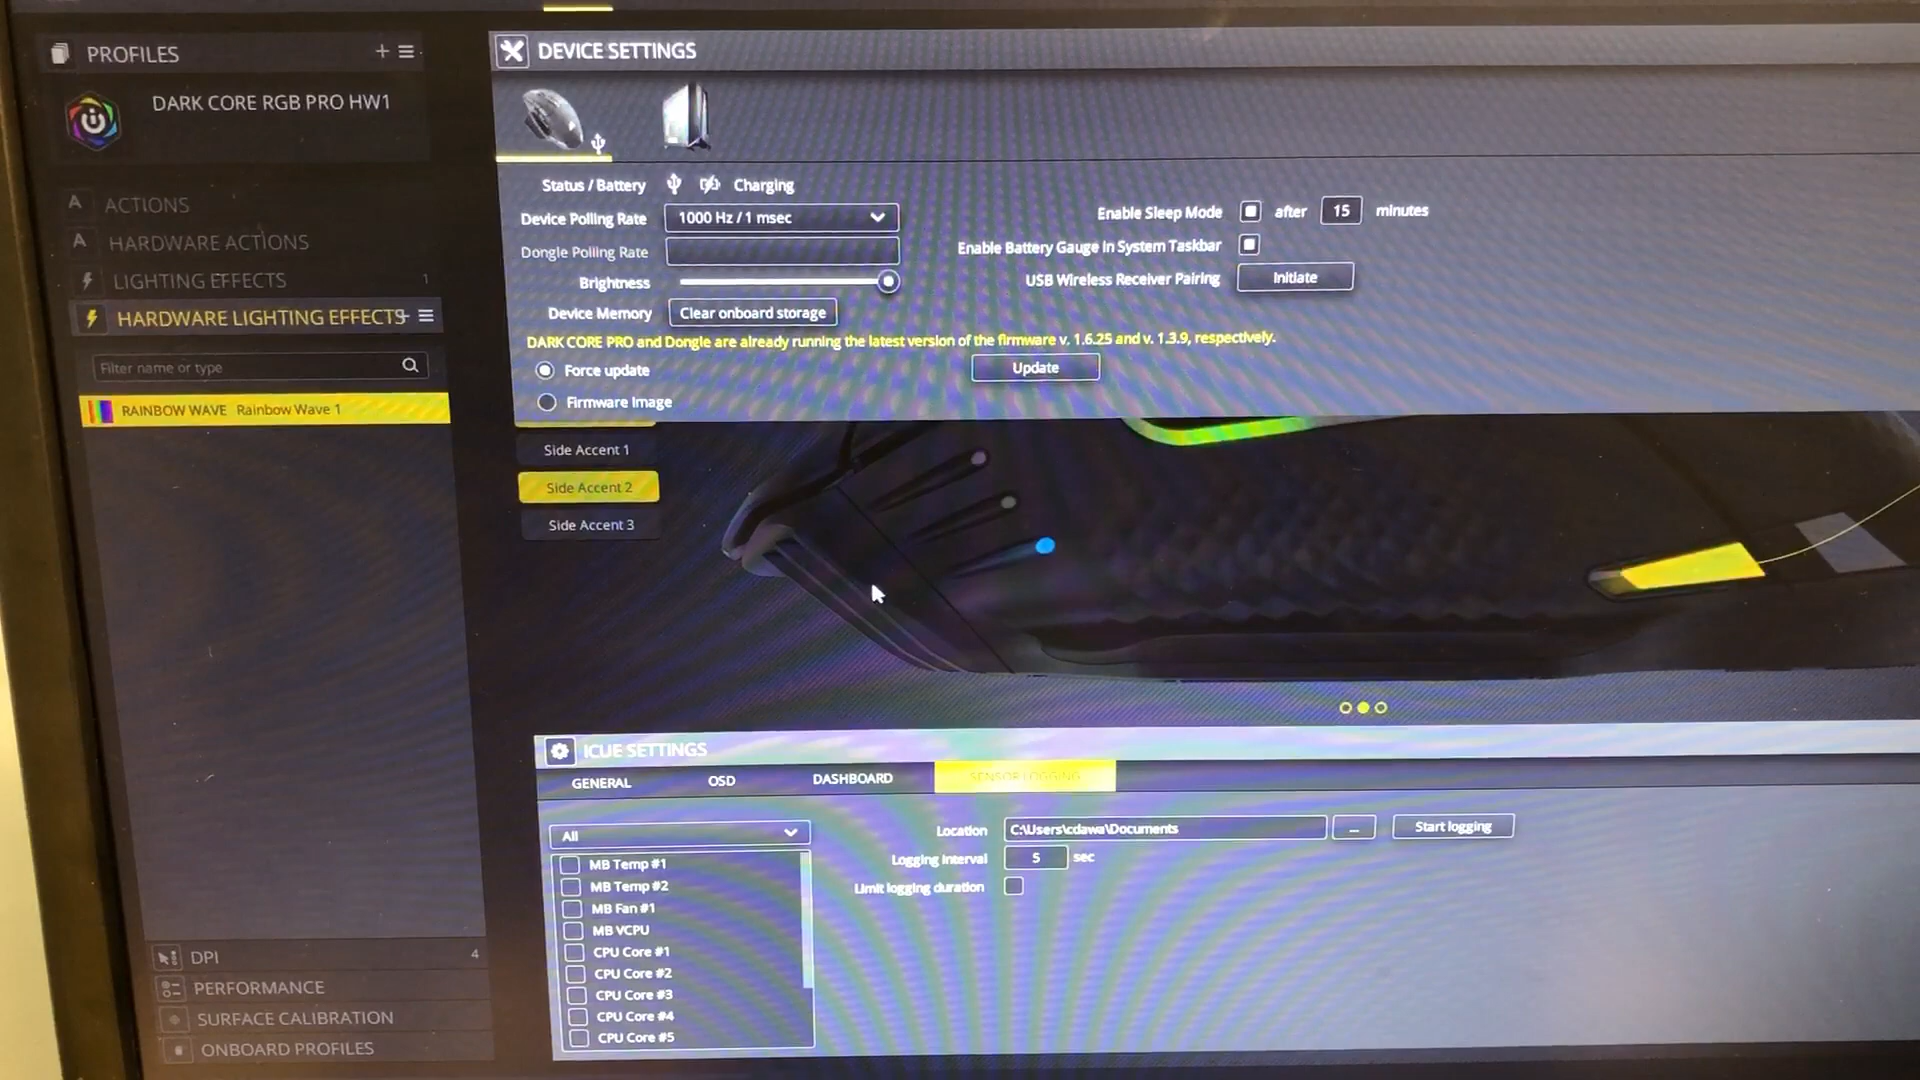 PROFILES
DARK CORE RGB PRO HW1
A ACTIONS
A HARDWARE ACTIONS
LIGHTING EFFECTS 1
HARDWARE LIGHTING EFFECTS
Filter name or type
RAINBOW WAVE Rainbow Wave 1
DPI 4
PERFORMANCE
SURFACE CALIBRATION
ONBOARD PROFILES
DEVICE SETTINGS
Status / Battery Charging
Device Polling Rate 1000 Hz / 1 msec
Dongle Polling Rate
Brightness
Device Memory Clear onboard storage
Enable Sleep Mode after 15 minutes
Enable Battery Gauge In System Taskbar
USB Wireless Receiver Pairing Initiate
DARK CORE PRO and Dongle are already running the latest version of the firmware v. 1.6.25 and v. 1.3.9, respectively.
Force update Update
Firmware Image
Side Accent 1
Side Accent 2
Side Accent 3
ICUE SETTINGS
GENERAL OSD DASHBOARD SENSOR LOGGING
All
MB Temp #1
MB Temp #2
MB Fan #1
MB VCPU
CPU Core #1
CPU Core #2
CPU Core #3
CPU Core #4
CPU Core #5
Location C:\Users\cdawa\Documents ... Start logging
Logging Interval 5 sec
Limit logging duration